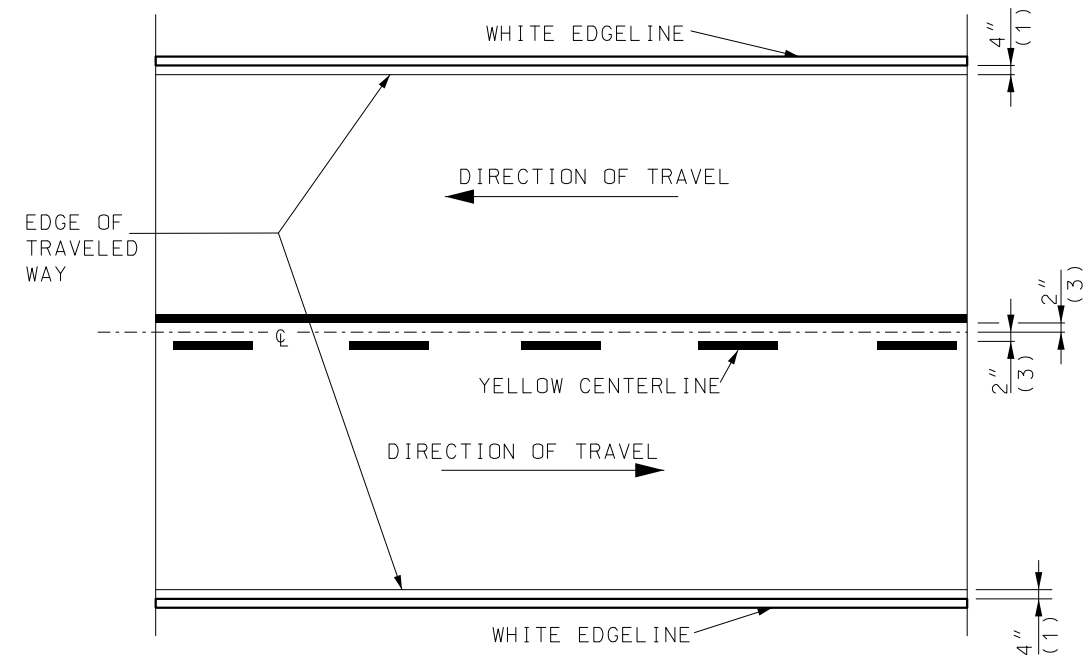 WHITE EDGELINE
4"
(1)
DIRECTION OF TRAVEL
EDGE OF
TRAVELED
WAY
2"
(3)
℄
2"
(3)
YELLOW CENTERLINE
DIRECTION OF TRAVEL
WHITE EDGELINE
4"
(1)